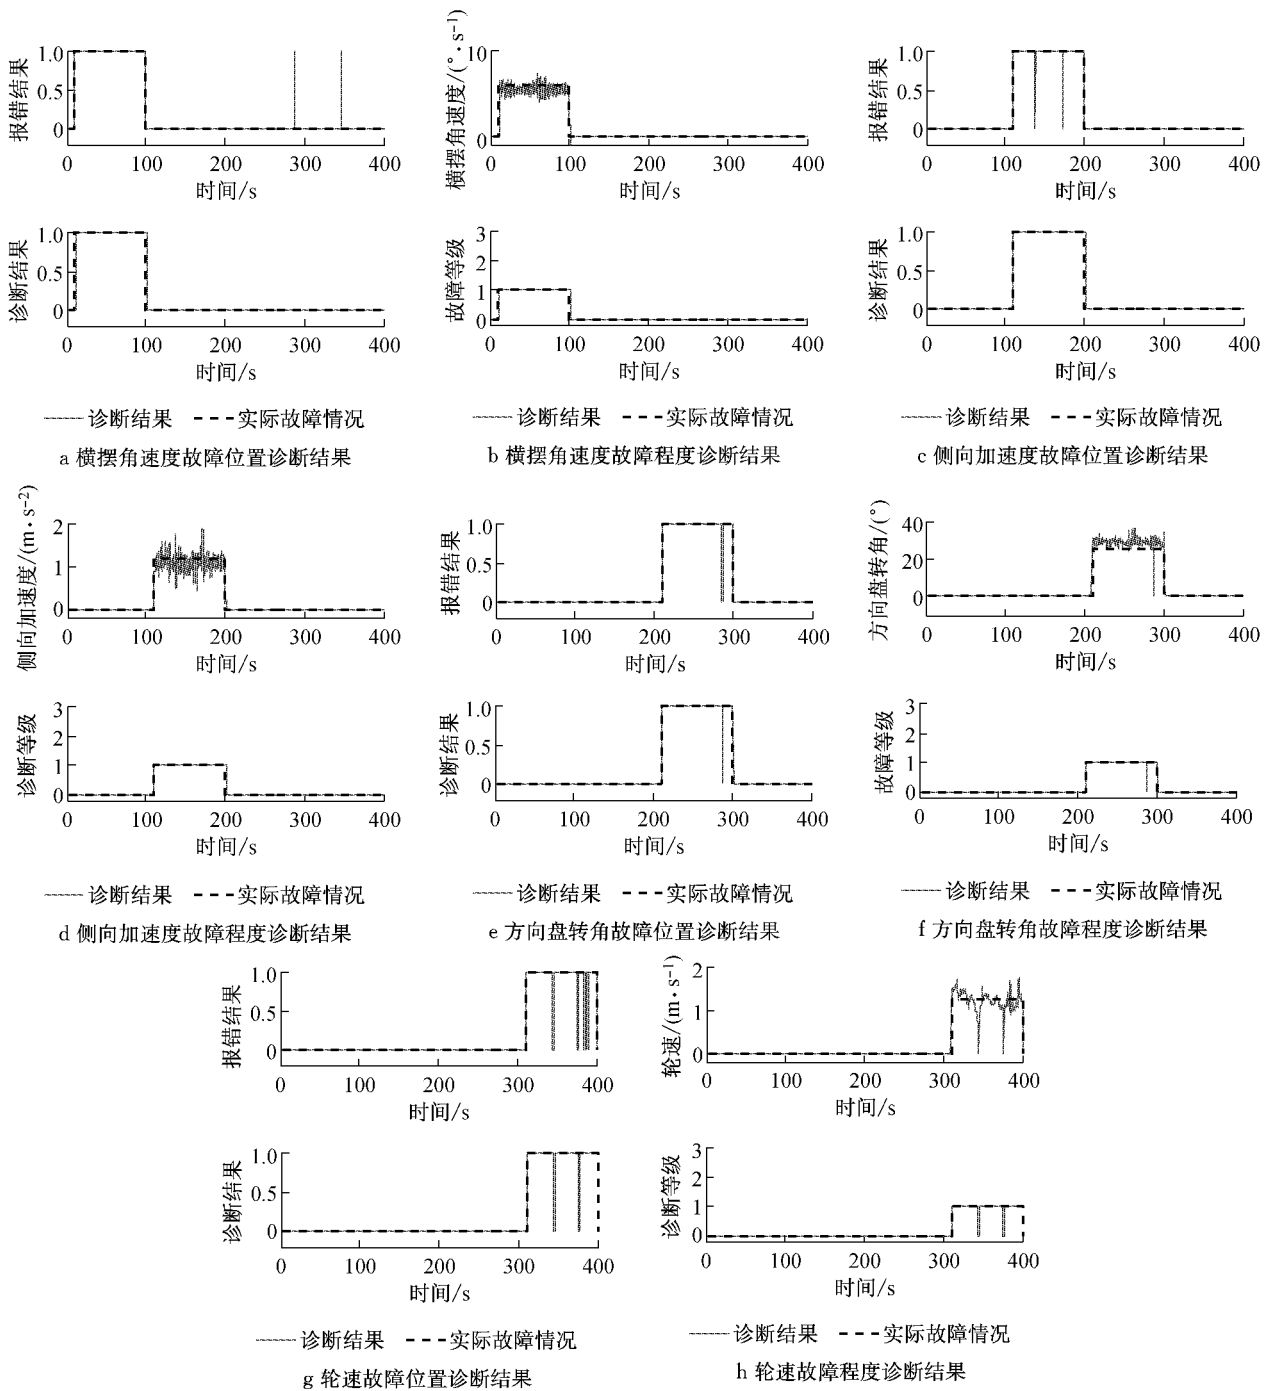 报错结果
1.0
0.5
0
0 100 200 300 400
时间/s
诊断结果
1.0
0.5
0
0 100 200 300 400
时间/s
诊断结果 实际故障情况
a 横摆角速度故障位置诊断结果
横摆角速度/(°·s⁻¹)
10
5
0
0 100 200 300 400
时间/s
故障等级
3
2
1
0
0 100 200 300 400
时间/s
诊断结果 实际故障情况
b 横摆角速度故障程度诊断结果
报错结果
1.0
0.5
0
0 100 200 300 400
时间/s
诊断结果
1.0
0.5
0
0 100 200 300 400
时间/s
诊断结果 实际故障情况
c 侧向加速度故障位置诊断结果
侧向加速度/(m·s⁻²)
2
1
0
0 100 200 300 400
时间/s
诊断等级
3
2
1
0
0 100 200 300 400
时间/s
诊断结果 实际故障情况
d 侧向加速度故障程度诊断结果
报错结果
1.0
0.5
0
0 100 200 300 400
时间/s
诊断结果
1.0
0.5
0
0 100 200 300 400
时间/s
诊断结果 实际故障情况
e 方向盘转角故障位置诊断结果
方向盘转角/(°)
40
20
0
0 100 200 300 400
时间/s
故障等级
3
2
1
0
0 100 200 300 400
时间/s
诊断结果 实际故障情况
f 方向盘转角故障程度诊断结果
报错结果
1.0
0.5
0
0 100 200 300 400
时间/s
诊断结果
1.0
0.5
0
0 100 200 300 400
时间/s
诊断结果 实际故障情况
g 轮速故障位置诊断结果
轮速/(m·s⁻¹)
2
1
0
0 100 200 300 400
时间/s
诊断等级
3
2
1
0
0 100 200 300 400
时间/s
诊断结果 实际故障情况
h 轮速故障程度诊断结果